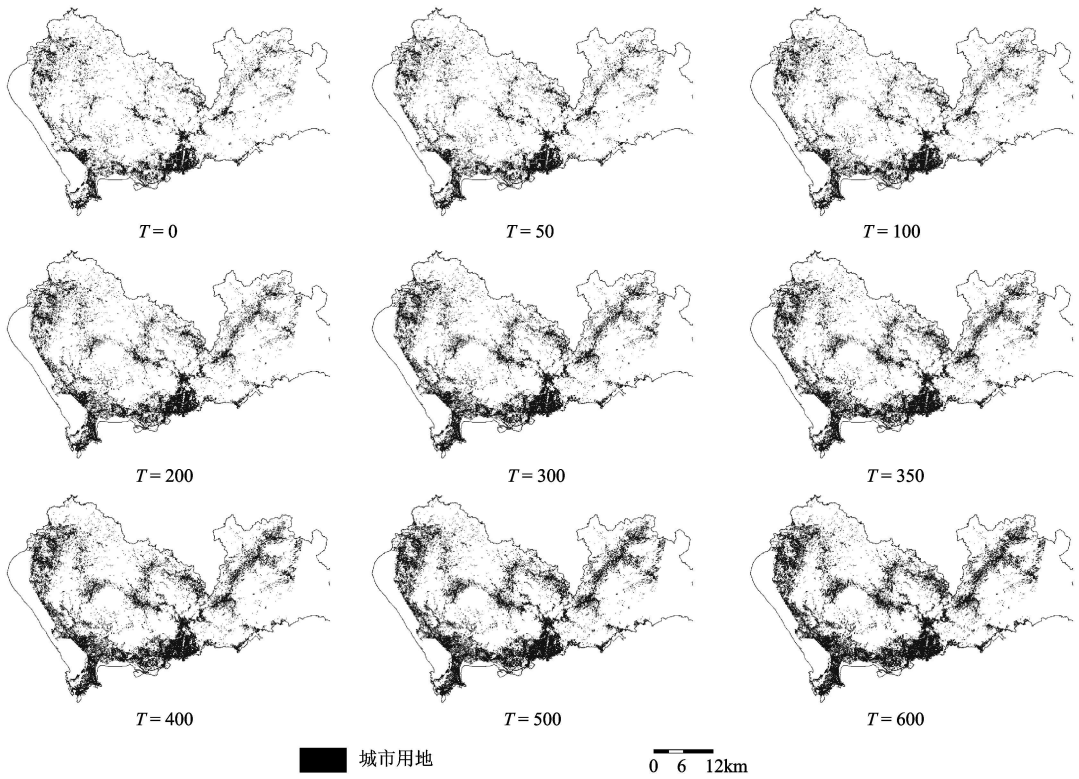 T = 0
T = 50
T = 100
T = 200
T = 300
T = 350
T = 400
T = 500
T = 600
城市用地
0 6 12km